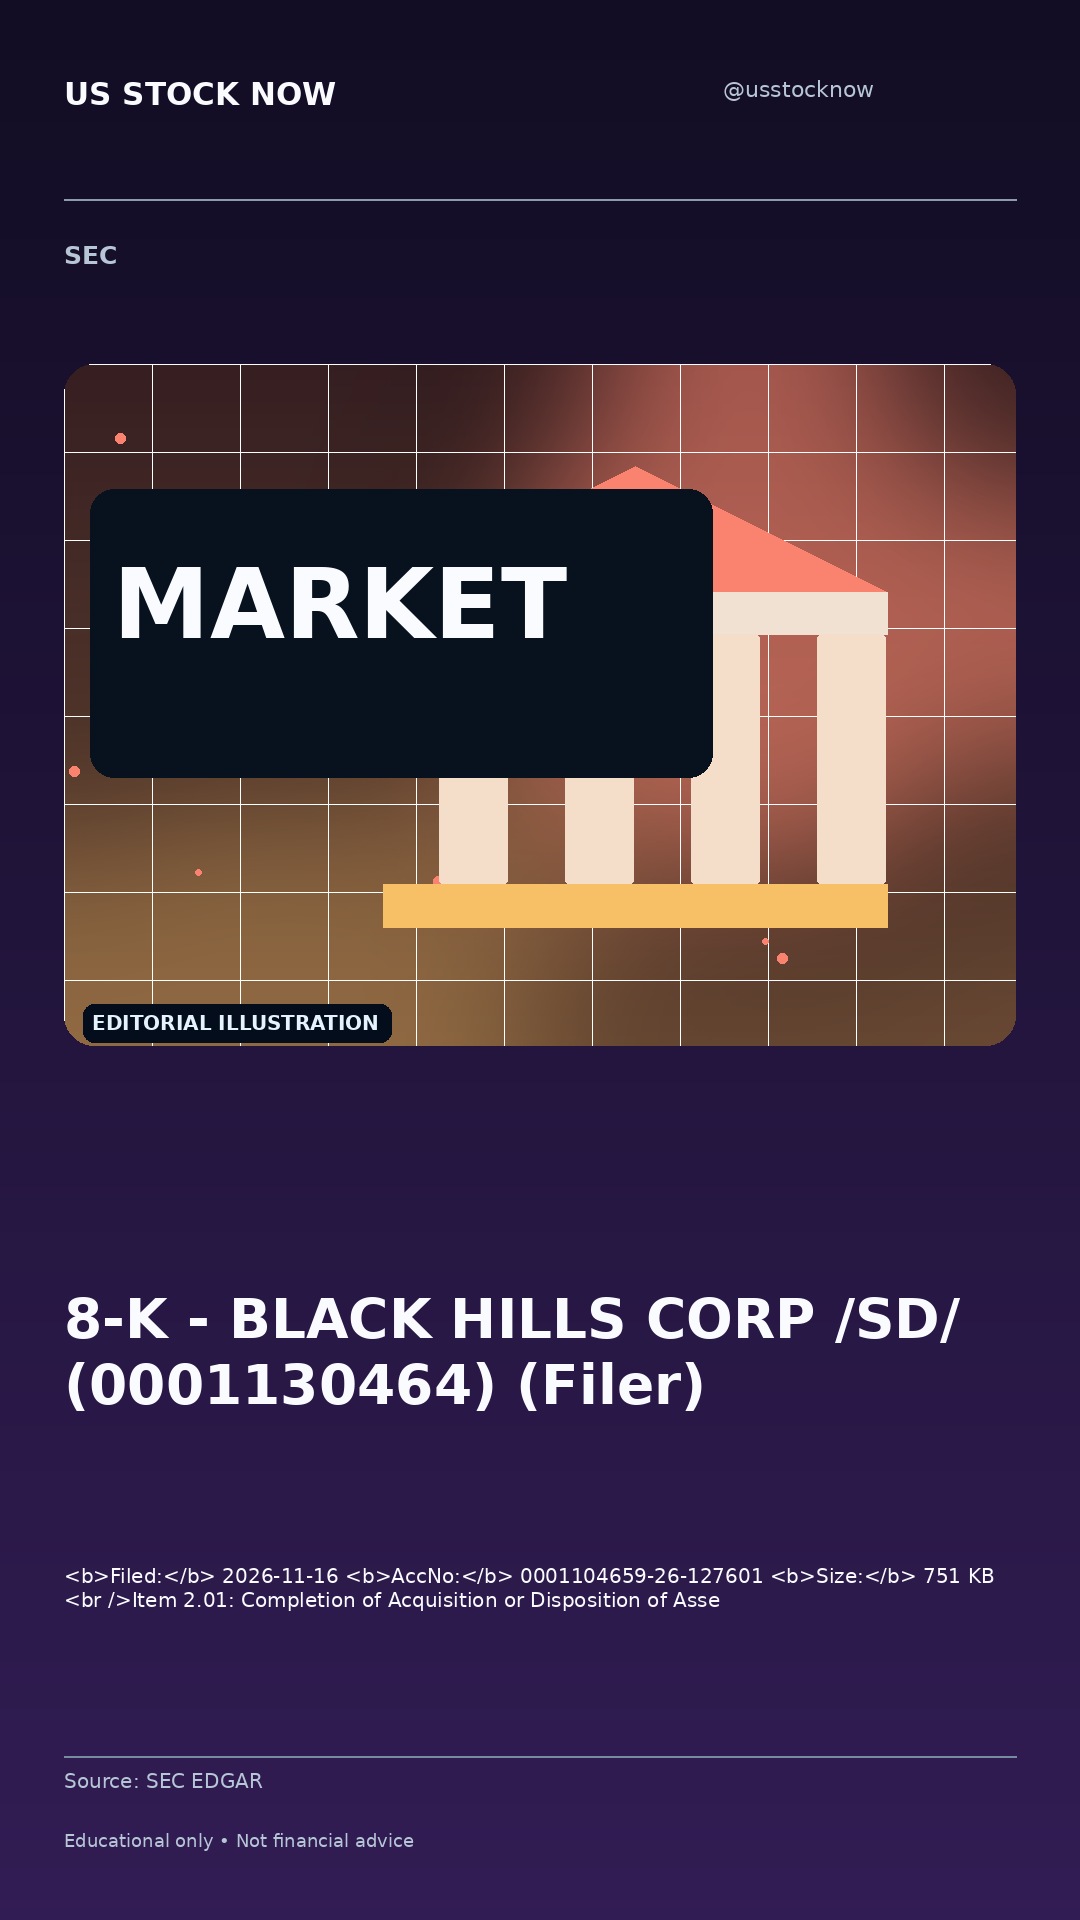 US STOCK NOW
@usstocknow
SEC
MARKET
EDITORIAL ILLUSTRATION
8-K - BLACK HILLS CORP /SD/
(0001130464) (Filer)
<b>Filed:</b> 2026-11-16 <b>AccNo:</b> 0001104659-26-127601 <b>Size:</b> 751 KB
<br />Item 2.01: Completion of Acquisition or Disposition of Asse
Source: SEC EDGAR
Educational only • Not financial advice